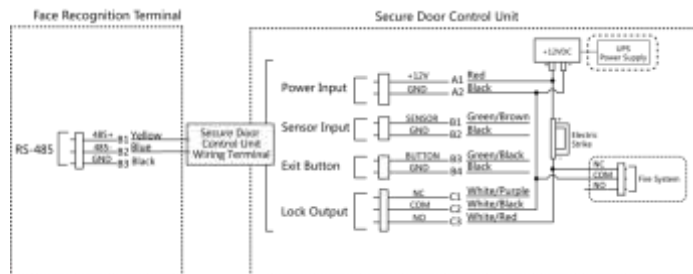 Face Recognition Terminal
Secure Door Control Unit
+12VDC
UPS
Power Supply
Power Input
+12V A1 Red
GND A2 Black
Sensor Input
SENSOR B1 Green/Brown
GND B2 Black
Electric
Strike
RS-485
485+ B1 Yellow
485- B2 Blue
GND B3 Black
Secure Door
Control Unit
Wiring Terminal
Exit Button
BUTTON B3 Green/Black
GND B4 Black
NC
COM
NO
Fire System
Lock Output
NC C1 White/Purple
COM C2 White/Black
NO C3 White/Red